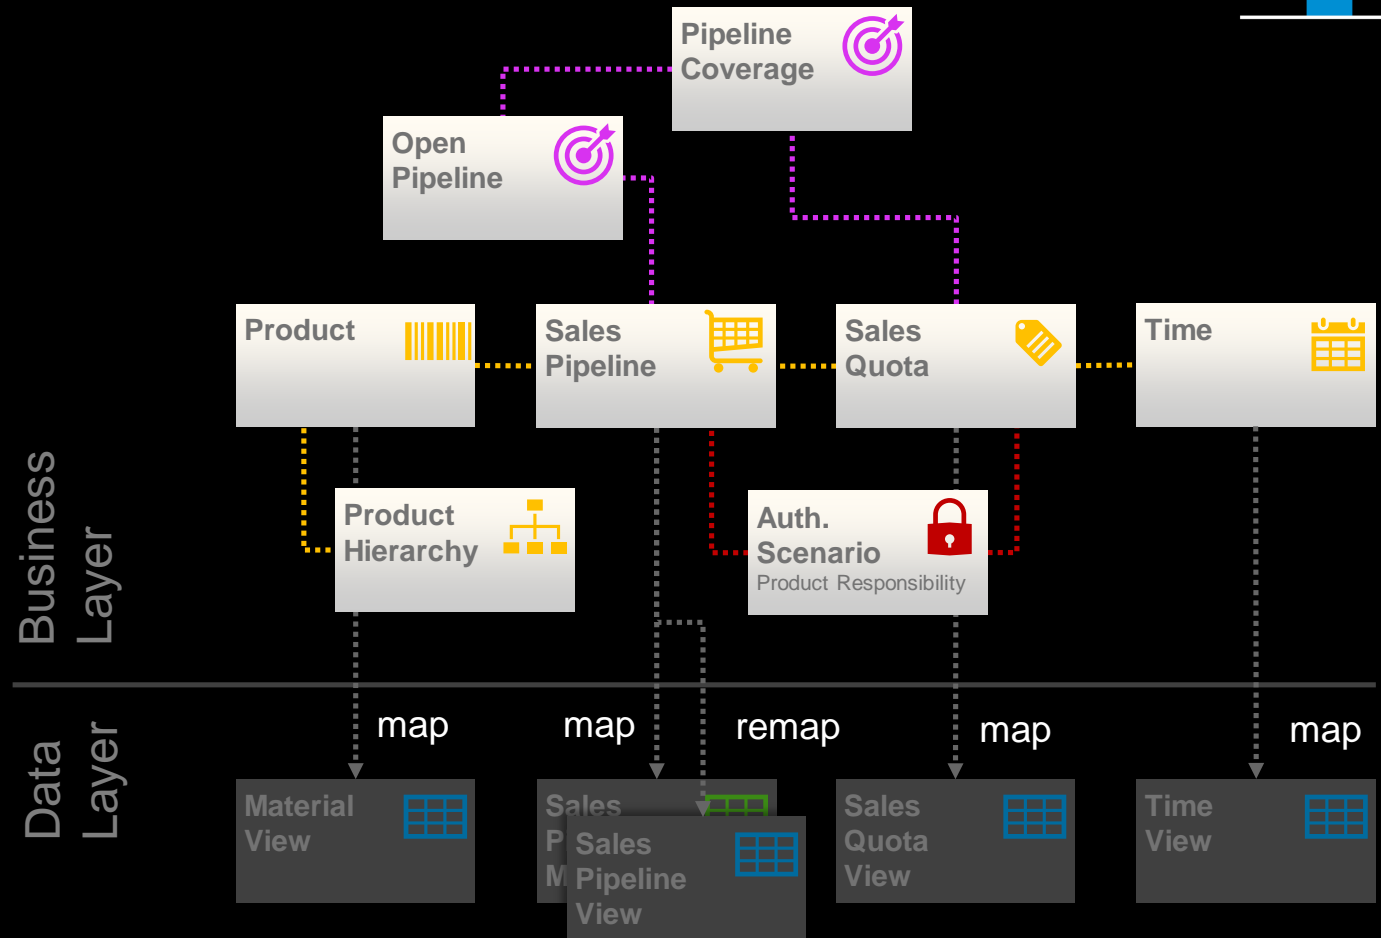 Pipeline
Coverage
Open
Pipeline
Product
Sales
Pipeline
Sales
Quota
Time
Product
Hierarchy
Auth.
Scenario
Product Responsibility
Business
Layer
Data
Layer
map
map
remap
map
map
Material
View
Sales
Sales
Pipeline
View
Sales
Quota
View
Time
View